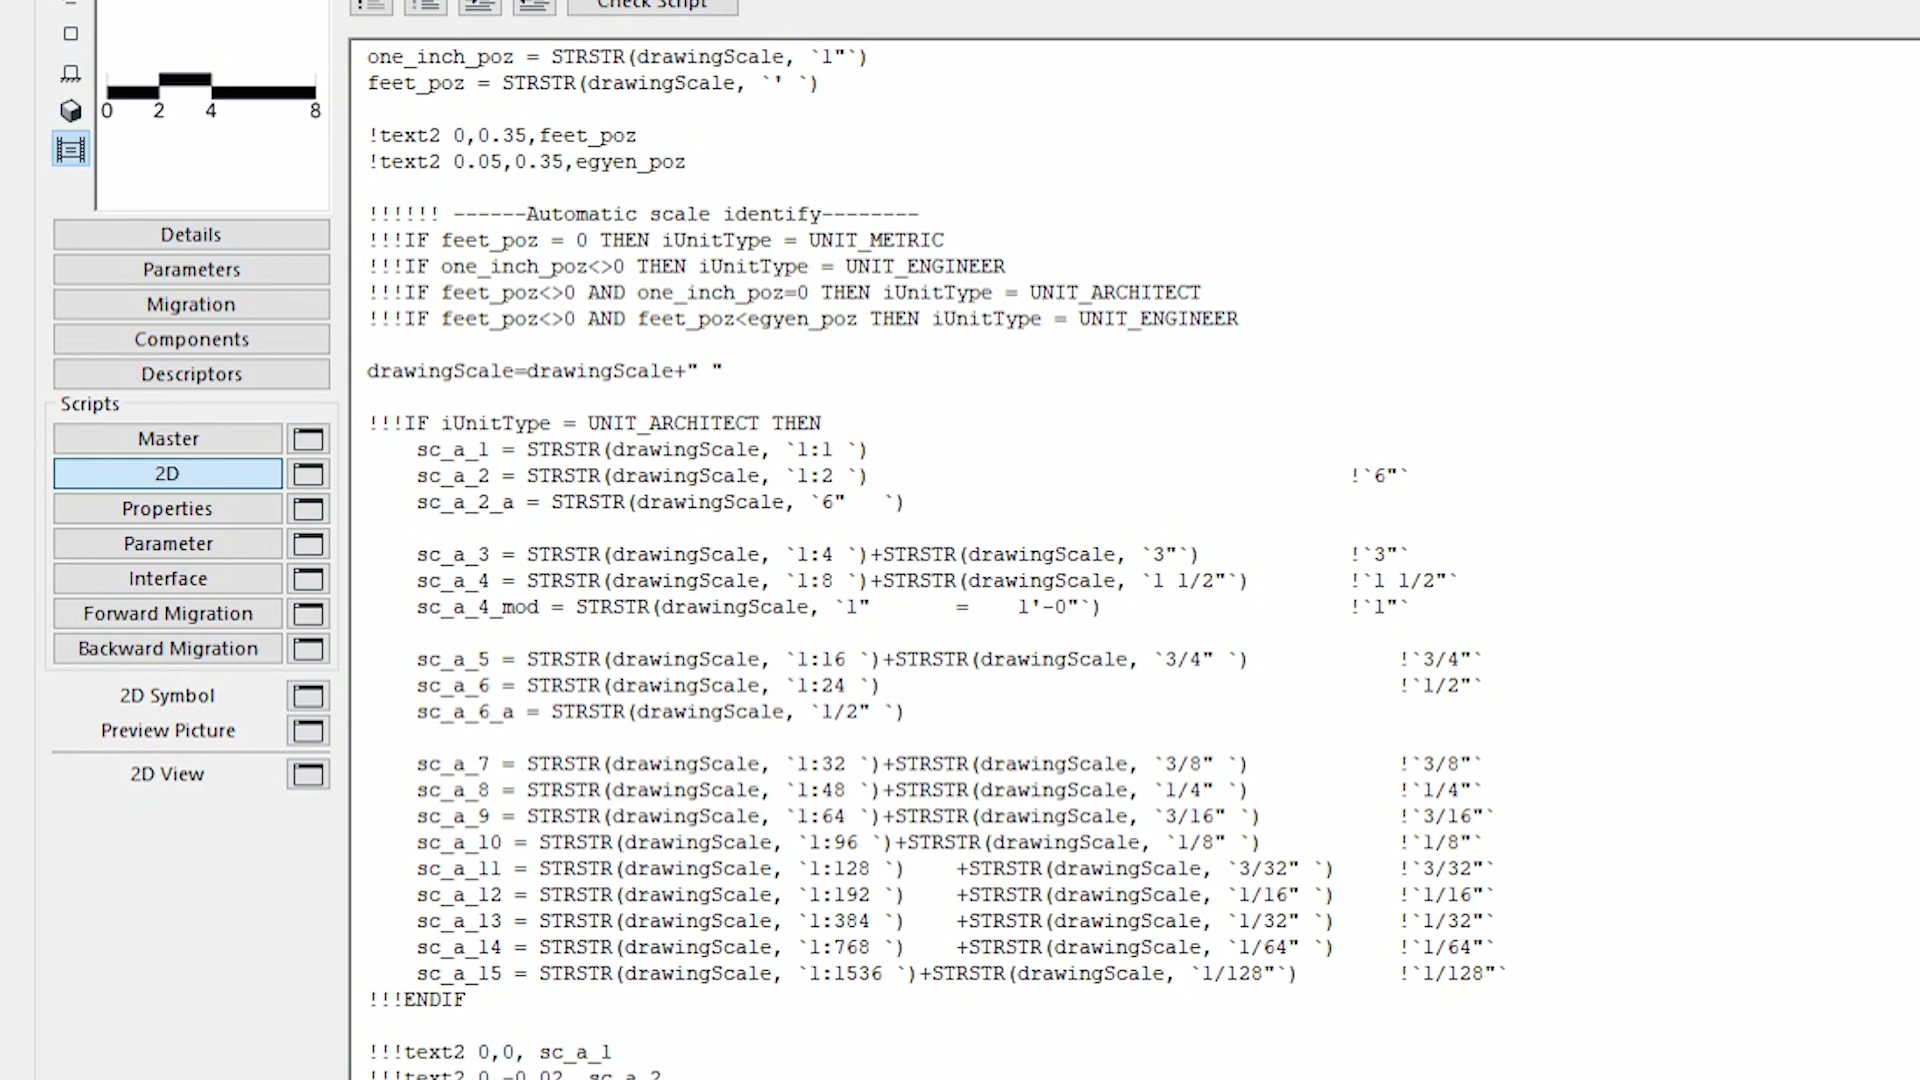 Check Script
0 2 4 8
Details
Parameters
Migration
Components
Descriptors
Scripts
Master
2D
Properties
Parameter
Interface
Forward Migration
Backward Migration
2D Symbol
Preview Picture
2D View
one_inch_poz = STRSTR(drawingScale, `1"`)
feet_poz = STRSTR(drawingScale, `' `)
!text2 0,0.35,feet_poz
!text2 0.05,0.35,egyen_poz
!!!!!! ------Automatic scale identify--------
!!!IF feet_poz = 0 THEN iUnitType = UNIT_METRIC
!!!IF one_inch_poz<>0 THEN iUnitType = UNIT_ENGINEER
!!!IF feet_poz<>0 AND one_inch_poz=0 THEN iUnitType = UNIT_ARCHITECT
!!!IF feet_poz<>0 AND feet_poz<egyen_poz THEN iUnitType = UNIT_ENGINEER
drawingScale=drawingScale+" "
!!!IF iUnitType = UNIT_ARCHITECT THEN
sc_a_1 = STRSTR(drawingScale, `1:1 `)
sc_a_2 = STRSTR(drawingScale, `1:2 `) !`6"`
sc_a_2_a = STRSTR(drawingScale, `6"   `)
sc_a_3 = STRSTR(drawingScale, `1:4 `)+STRSTR(drawingScale, `3"`) !`3"`
sc_a_4 = STRSTR(drawingScale, `1:8 `)+STRSTR(drawingScale, `1 1/2"`) !`1 1/2"`
sc_a_4_mod = STRSTR(drawingScale, `1"       =    1'-0"`) !`1"`
sc_a_5 = STRSTR(drawingScale, `1:16 `)+STRSTR(drawingScale, `3/4" `) !`3/4"`
sc_a_6 = STRSTR(drawingScale, `1:24 `) !`1/2"`
sc_a_6_a = STRSTR(drawingScale, `1/2" `)
sc_a_7 = STRSTR(drawingScale, `1:32 `)+STRSTR(drawingScale, `3/8" `) !`3/8"`
sc_a_8 = STRSTR(drawingScale, `1:48 `)+STRSTR(drawingScale, `1/4" `) !`1/4"`
sc_a_9 = STRSTR(drawingScale, `1:64 `)+STRSTR(drawingScale, `3/16" `) !`3/16"`
sc_a_10 = STRSTR(drawingScale, `1:96 `)+STRSTR(drawingScale, `1/8" `) !`1/8"`
sc_a_11 = STRSTR(drawingScale, `1:128 `)    +STRSTR(drawingScale, `3/32" `) !`3/32"`
sc_a_12 = STRSTR(drawingScale, `1:192 `)    +STRSTR(drawingScale, `1/16" `) !`1/16"`
sc_a_13 = STRSTR(drawingScale, `1:384 `)    +STRSTR(drawingScale, `1/32" `) !`1/32"`
sc_a_14 = STRSTR(drawingScale, `1:768 `)    +STRSTR(drawingScale, `1/64" `) !`1/64"`
sc_a_15 = STRSTR(drawingScale, `1:1536 `)+STRSTR(drawingScale, `1/128"`) !`1/128"`
!!!ENDIF
!!!text2 0,0, sc_a_1
!!!text2 0,-0.02, sc_a_2